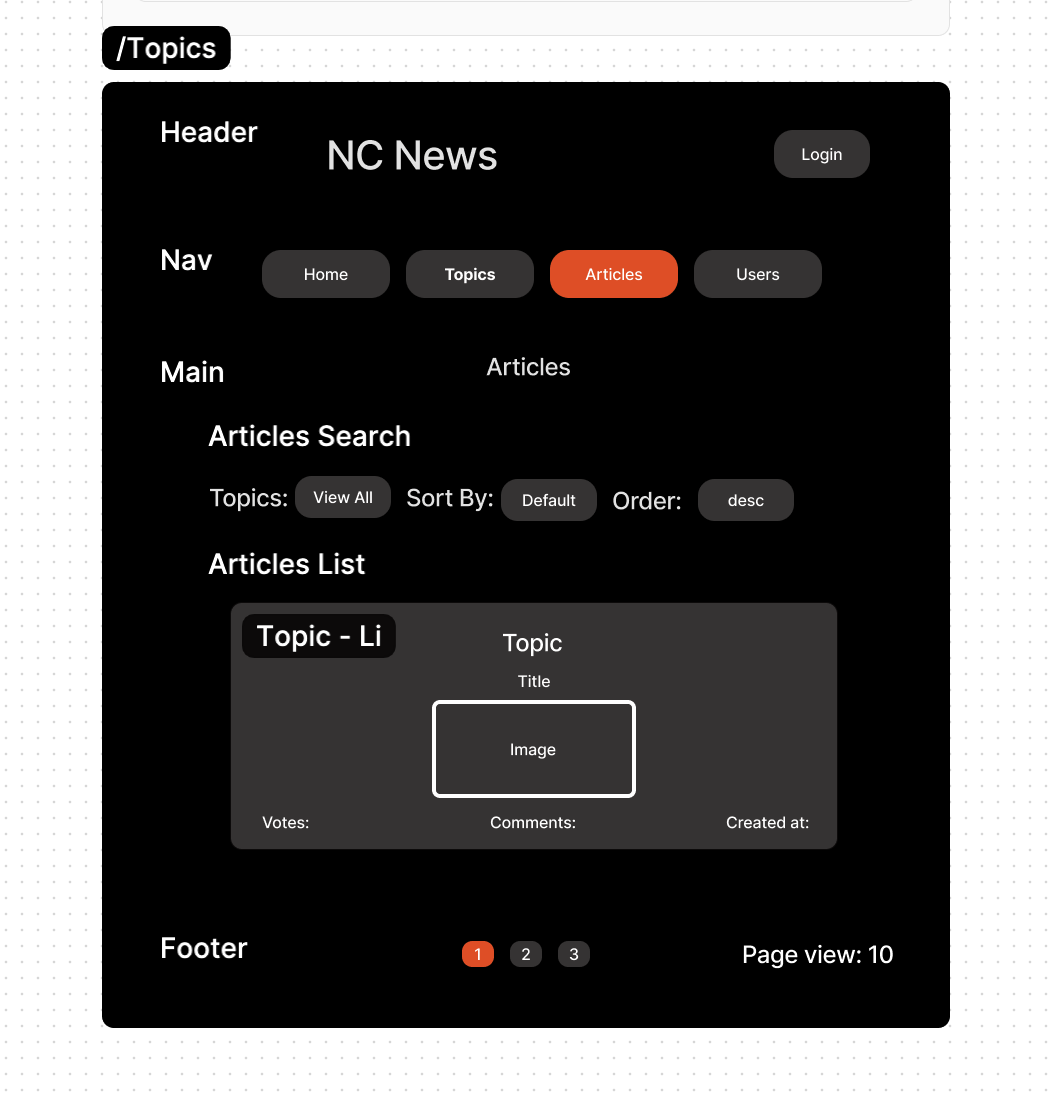 /Topics
Header
NC News
Login
Nav
Home
Topics
Articles
Users
Main
Articles
Articles Search
Topics:
View All
Sort By:
Default
Order:
desc
Articles List
Topic - Li
Topic
Title
Image
Votes:
Comments:
Created at:
Footer
1
2
3
Page view: 10